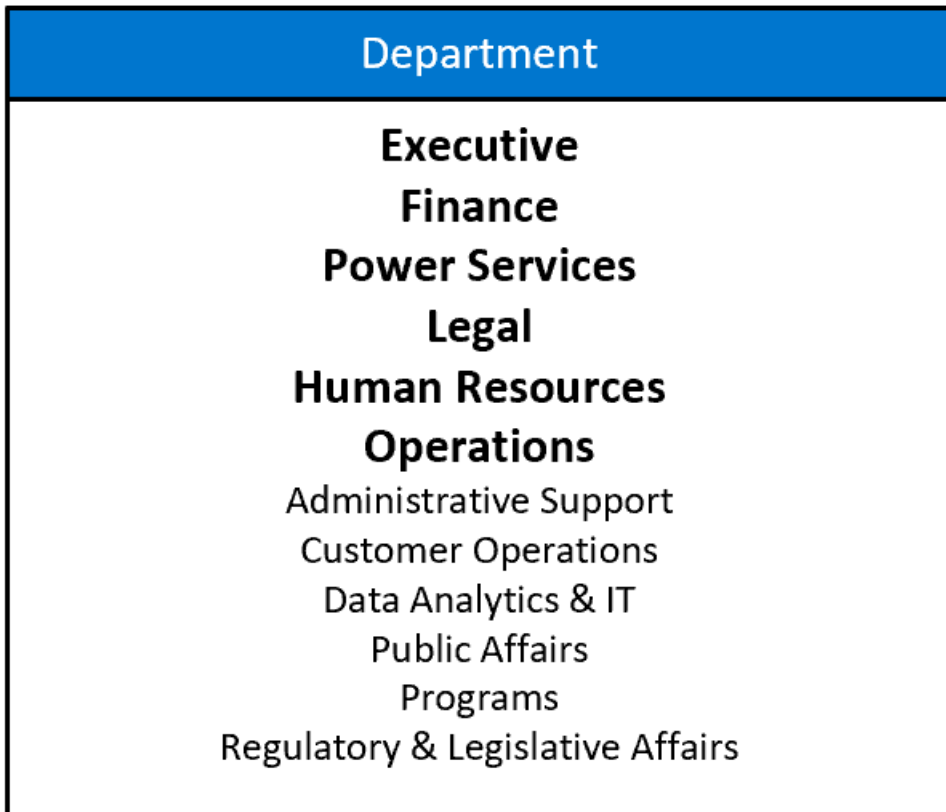 Department
Executive
Finance
Power Services
Legal
Human Resources
Operations
Administrative Support
Customer Operations
Data Analytics & IT
Public Affairs
Programs
Regulatory & Legislative Affairs